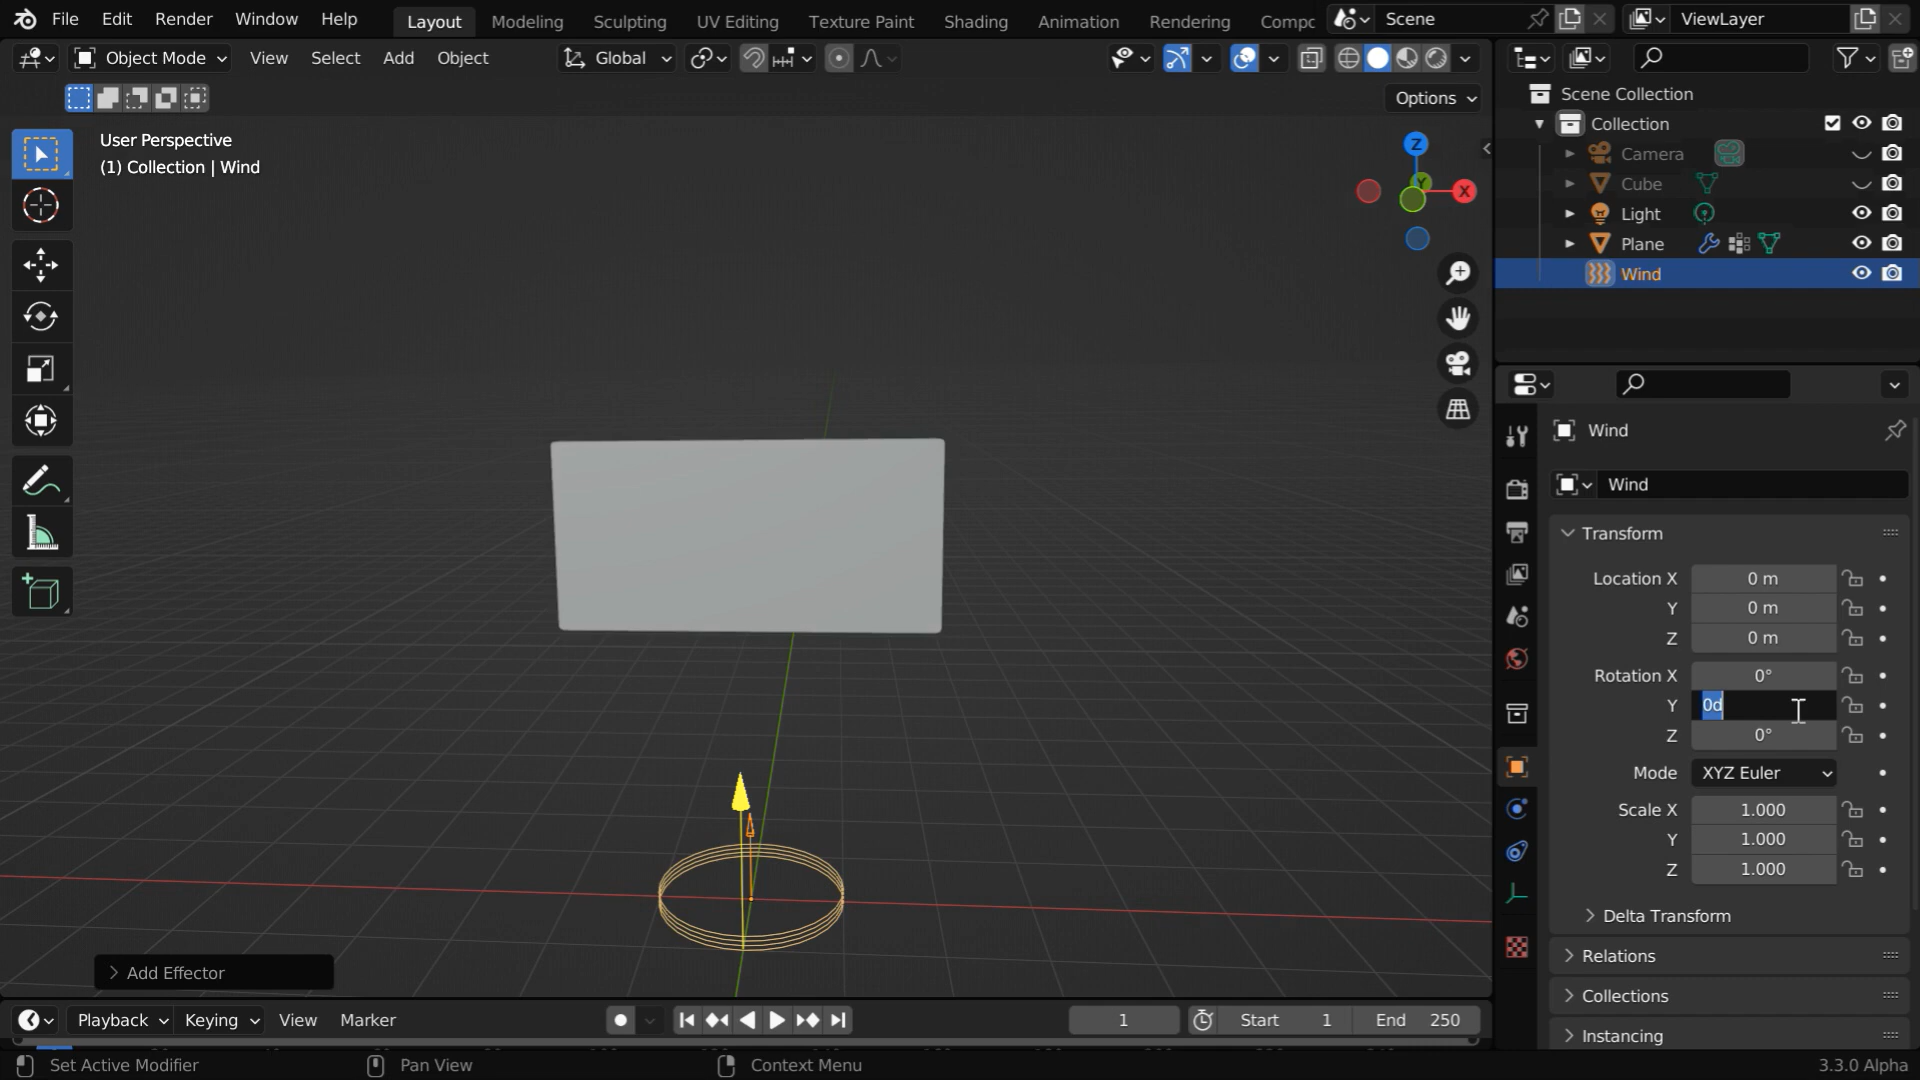 File Edit Render Window Help Layout Modeling Sculpting UV Editing Texture Paint Shading Animation Rendering Compc Scene ViewLayer
Object Mode View Select Add Object Global
Options
User Perspective
(1) Collection | Wind
Z
Y
X
Scene Collection
Collection
Camera
Cube
Light
Plane
Wind
Wind
Wind
Transform
Location X 0 m
Y 0 m
Z 0 m
Rotation X 0°
Y 0d
Z 0°
Mode XYZ Euler
Scale X 1.000
Y 1.000
Z 1.000
Delta Transform
Relations
Collections
Instancing
Add Effector
Playback Keying View Marker 1 Start 1 End 250
Set Active Modifier Pan View Context Menu 3.3.0 Alpha